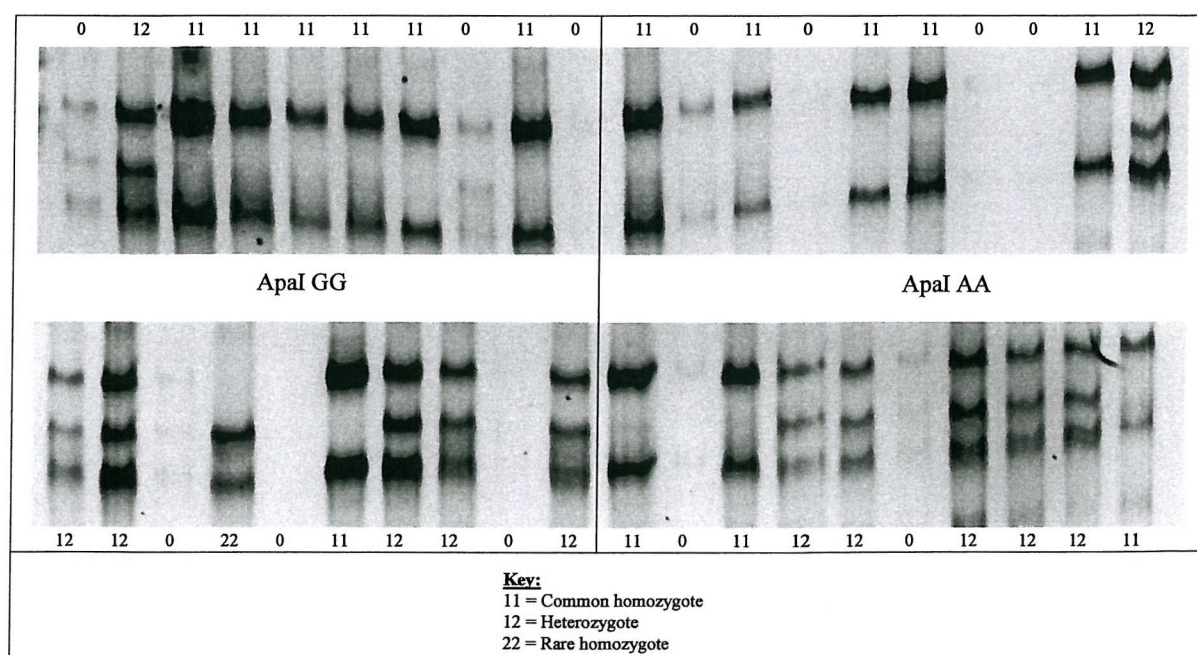 0 12 11 11 11 11 11 0 11 0 11 0 11 0 11 11 0 0 11 12
ApaI GG ApaI AA
12 12 0 22 0 11 12 12 0 12 11 0 11 12 12 0 12 12 12 11
Key:
11 = Common homozygote
12 = Heterozygote
22 = Rare homozygote